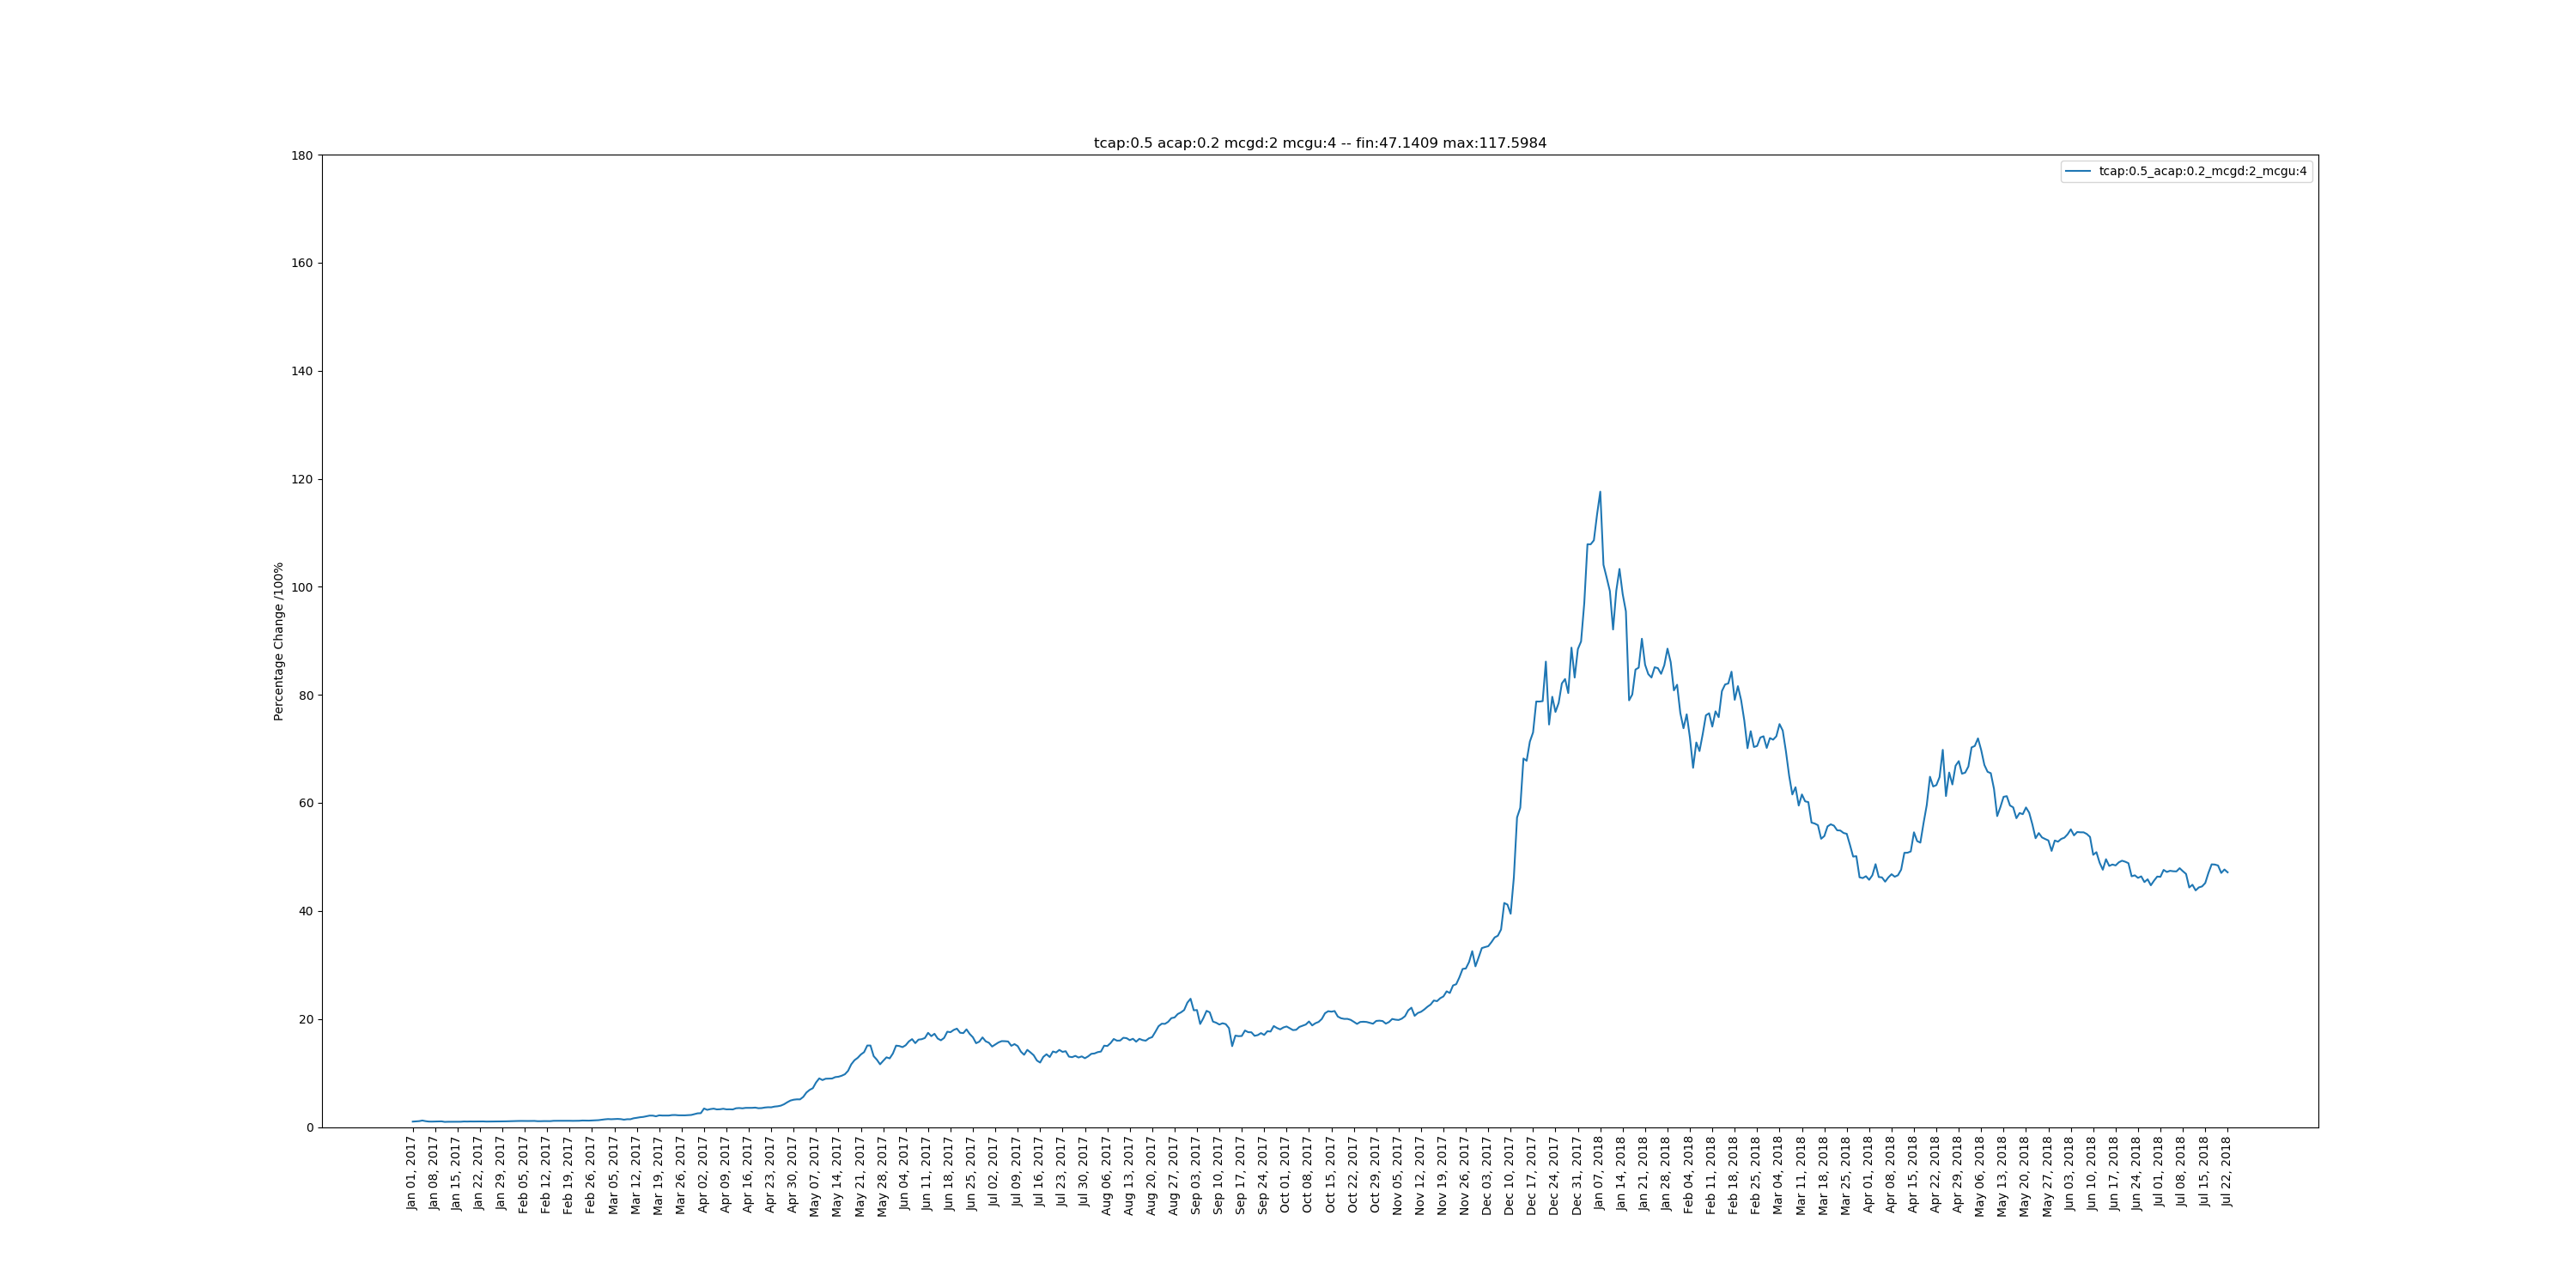 tcap:0.5 acap:0.2 mcgd:2 mcgu:4 -- fin:47.1409 max:117.5984
tcap:0.5_acap:0.2_mcgd:2_mcgu:4
Percentage Change /100%
180
160
140
120
100
80
60
40
20
0
Jan 01, 2017
Jan 08, 2017
Jan 15, 2017
Jan 22, 2017
Jan 29, 2017
Feb 05, 2017
Feb 12, 2017
Feb 19, 2017
Feb 26, 2017
Mar 05, 2017
Mar 12, 2017
Mar 19, 2017
Mar 26, 2017
Apr 02, 2017
Apr 09, 2017
Apr 16, 2017
Apr 23, 2017
Apr 30, 2017
May 07, 2017
May 14, 2017
May 21, 2017
May 28, 2017
Jun 04, 2017
Jun 11, 2017
Jun 18, 2017
Jun 25, 2017
Jul 02, 2017
Jul 09, 2017
Jul 16, 2017
Jul 23, 2017
Jul 30, 2017
Aug 06, 2017
Aug 13, 2017
Aug 20, 2017
Aug 27, 2017
Sep 03, 2017
Sep 10, 2017
Sep 17, 2017
Sep 24, 2017
Oct 01, 2017
Oct 08, 2017
Oct 15, 2017
Oct 22, 2017
Oct 29, 2017
Nov 05, 2017
Nov 12, 2017
Nov 19, 2017
Nov 26, 2017
Dec 03, 2017
Dec 10, 2017
Dec 17, 2017
Dec 24, 2017
Dec 31, 2017
Jan 07, 2018
Jan 14, 2018
Jan 21, 2018
Jan 28, 2018
Feb 04, 2018
Feb 11, 2018
Feb 18, 2018
Feb 25, 2018
Mar 04, 2018
Mar 11, 2018
Mar 18, 2018
Mar 25, 2018
Apr 01, 2018
Apr 08, 2018
Apr 15, 2018
Apr 22, 2018
Apr 29, 2018
May 06, 2018
May 13, 2018
May 20, 2018
May 27, 2018
Jun 03, 2018
Jun 10, 2018
Jun 17, 2018
Jun 24, 2018
Jul 01, 2018
Jul 08, 2018
Jul 15, 2018
Jul 22, 2018